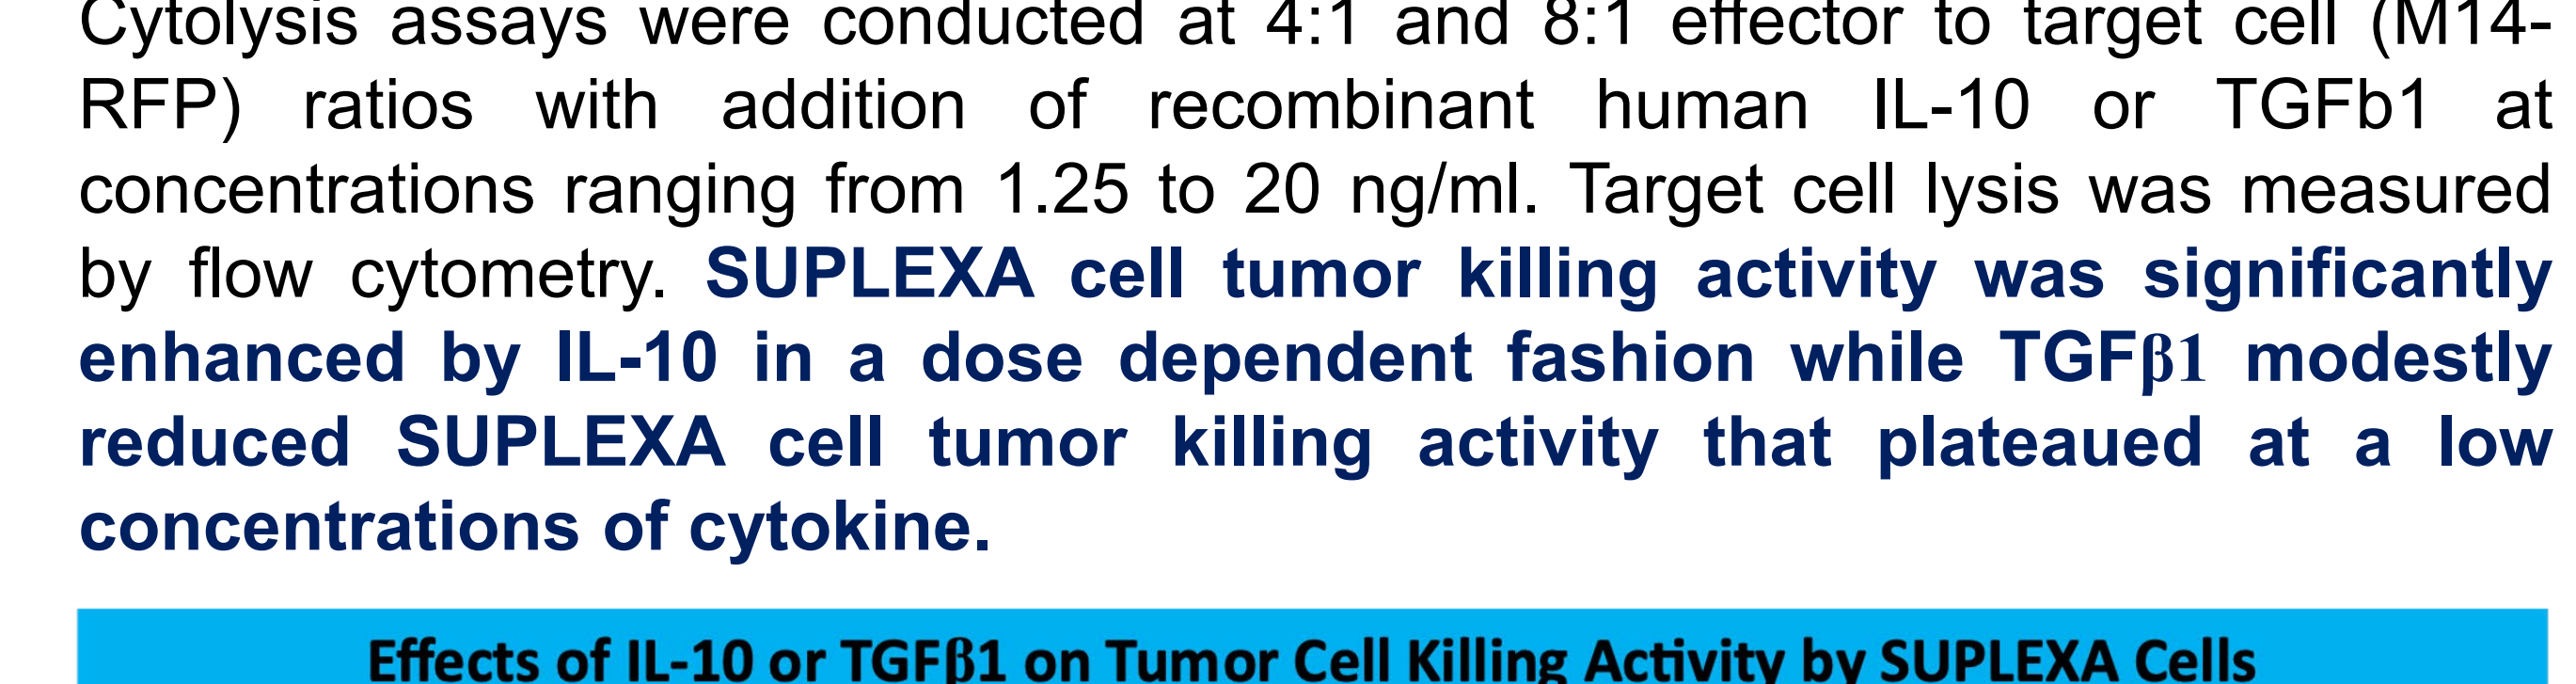 Cytolysis assays were conducted at 4:1 and 8:1 effector to target cell (M14-
RFP) ratios with addition of recombinant human IL-10 or TGFb1 at
concentrations ranging from 1.25 to 20 ng/ml. Target cell lysis was measured
by flow cytometry. SUPLEXA cell tumor killing activity was significantly
enhanced by IL-10 in a dose dependent fashion while TGFβ1 modestly
reduced SUPLEXA cell tumor killing activity that plateaued at a low
concentrations of cytokine.
Effects of IL-10 or TGFβ1 on Tumor Cell Killing Activity by SUPLEXA Cells